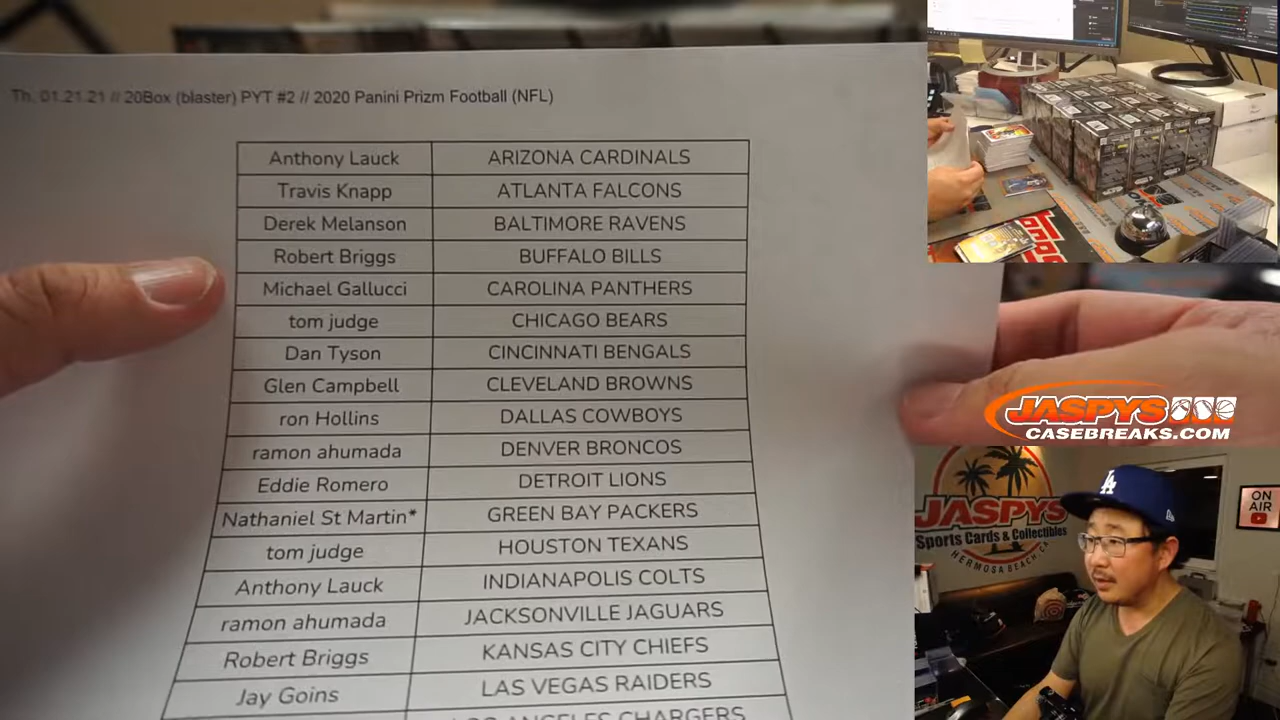 Th. 01.21.21 // 20Box (blaster) PYT #2 // 2020 Panini Prizm Football (NFL)
Anthony Lauck ARIZONA CARDINALS
Travis Knapp ATLANTA FALCONS
Derek Melanson BALTIMORE RAVENS
Robert Briggs BUFFALO BILLS
Michael Gallucci CAROLINA PANTHERS
tom judge CHICAGO BEARS
Dan Tyson CINCINNATI BENGALS
Glen Campbell CLEVELAND BROWNS
ron Hollins DALLAS COWBOYS
ramon ahumada DENVER BRONCOS
Eddie Romero DETROIT LIONS
Nathaniel St Martin* GREEN BAY PACKERS
tom judge HOUSTON TEXANS
Anthony Lauck INDIANAPOLIS COLTS
ramon ahumada JACKSONVILLE JAGUARS
Robert Briggs KANSAS CITY CHIEFS
Jay Goins LAS VEGAS RAIDERS
LOS ANGELES CHARGERS
JASPYS
CASEBREAKS.COM
JASPYS
Sports Cards & Collectibles
HERMOSA BEACH, CA
LA
ON
AIR